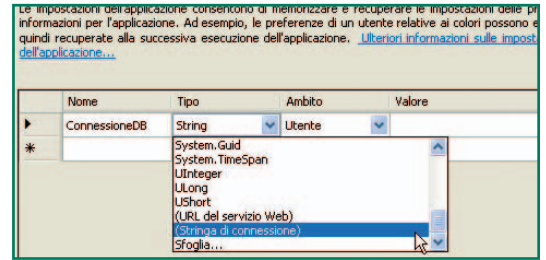 Le impostazioni dell'applicazione consentono di memorizzare e recuperare le impostazioni delle
informazioni per l'applicazione. Ad esempio, le preferenze di un utente relative ai colori possono
quindi recuperate alla successiva esecuzione dell'applicazione. Ulteriori informazioni sulle
dell'applicazione...
Nome Tipo Ambito Valore
ConnessioneDB String Utente
System.Guid
System.TimeSpan
UInteger
ULong
UShort
(URL del servizio Web)
(Stringa di connessione)
Sfoglia...